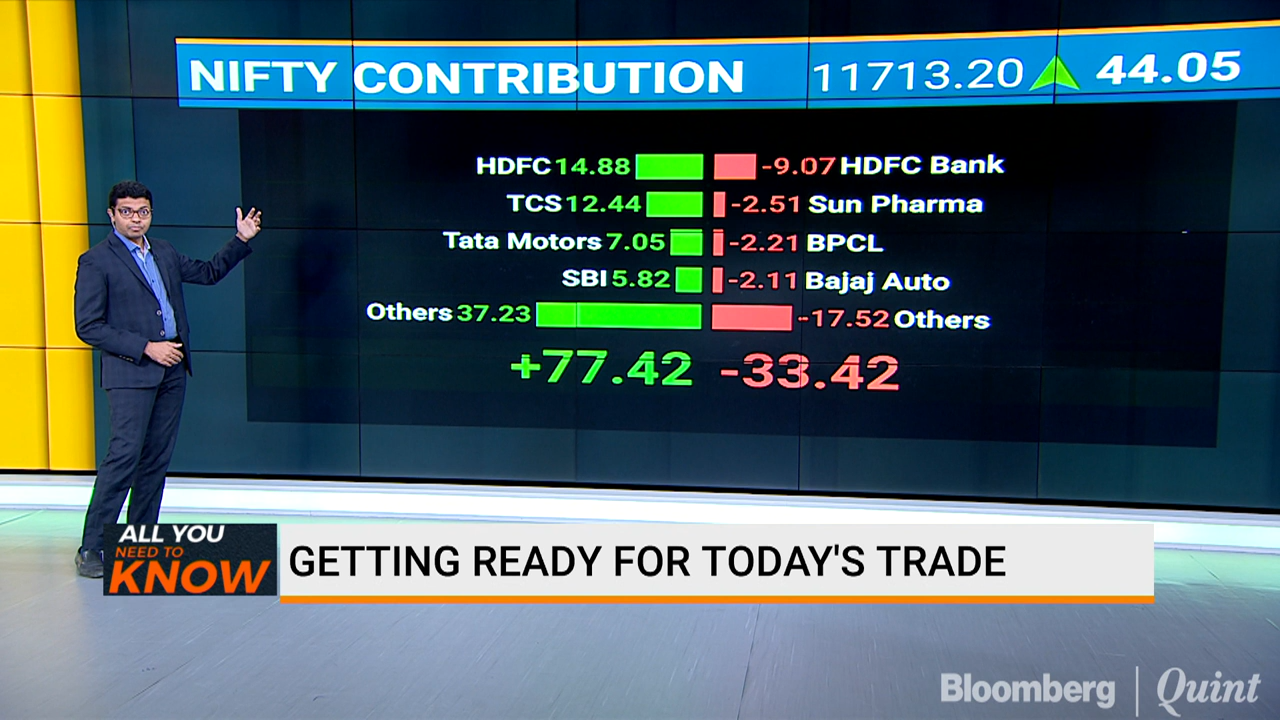 NIFTY CONTRIBUTION 11713.20 44.05
HDFC 14.88 -9.07 HDFC Bank
TCS 12.44 -2.51 Sun Pharma
Tata Motors 7.05 -2.21 BPCL
SBI 5.82 -2.11 Bajaj Auto
Others 37.23 -17.52 Others
+77.42 -33.42
ALL YOU
NEED TO
KNOW
GETTING READY FOR TODAY'S TRADE
Bloomberg | Quint